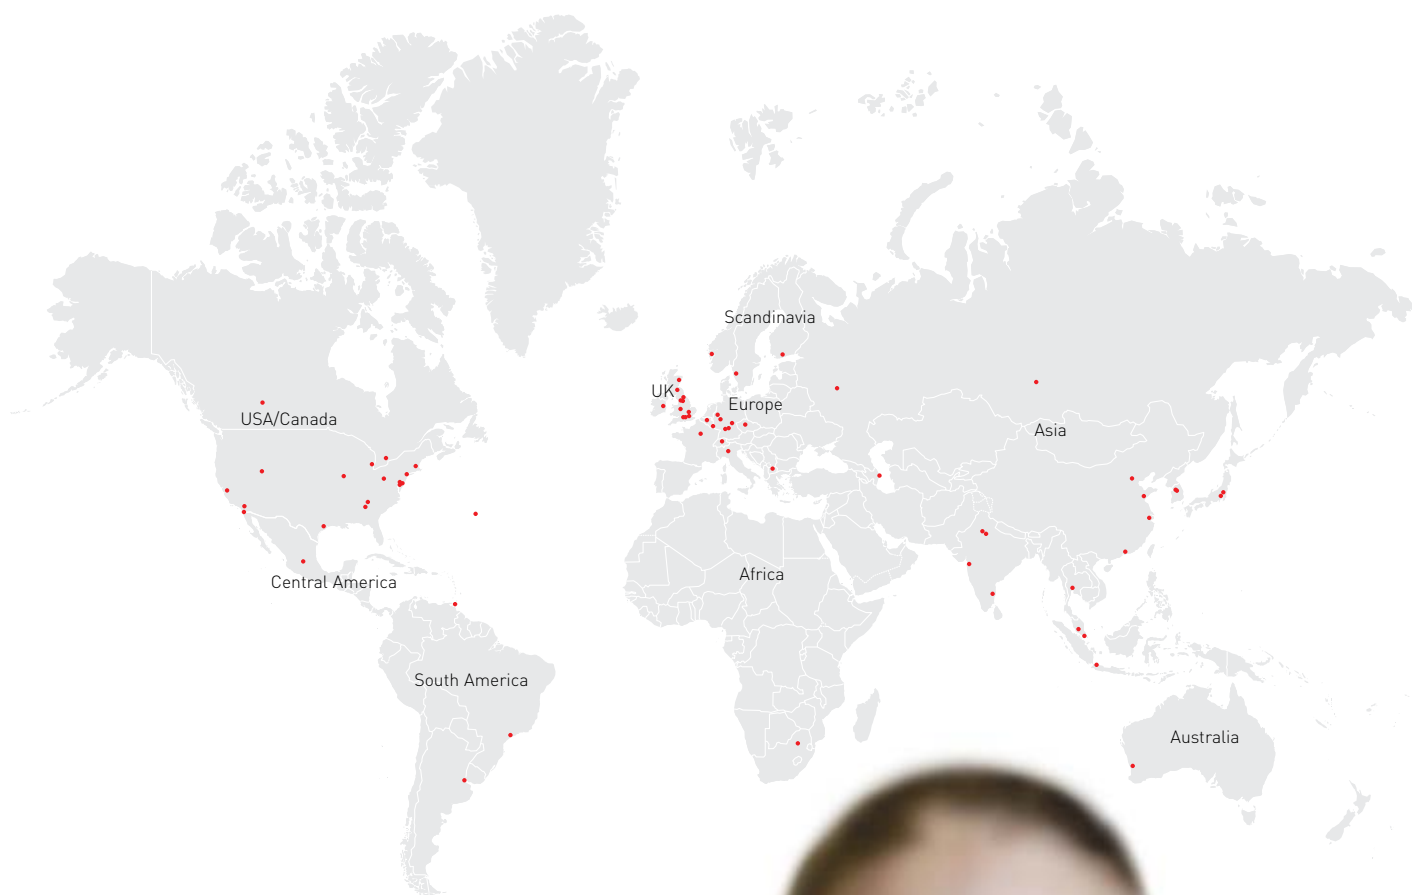 Scandinavia
UK
Europe
USA/Canada
Asia
Africa
Central America
South America
Australia